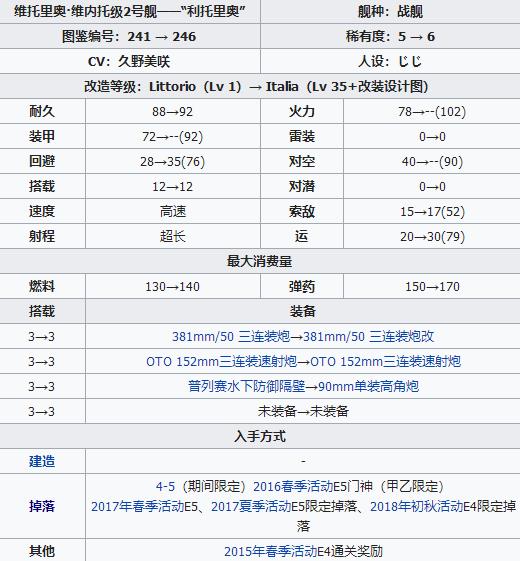 维托里奥·维内托级2号舰——“利托里奥” 舰种：战舰
图鉴编号：241 → 246 稀有度：5 → 6
CV：久野美咲 人设：じじ
改造等级：Littorio（Lv 1）→ Italia（Lv 35+改装设计图）
耐久 88→92 火力 78→--(102)
装甲 72→--(92) 雷装 0→0
回避 28→35(76) 对空 40→--(90)
搭载 12→12 对潜 0→0
速度 高速 索敌 15→17(52)
射程 超长 运 20→30(79)
最大消费量
燃料 130→140 弹药 150→170
搭载 装备
3→3 381mm/50 三连装炮→381mm/50 三连装炮改
3→3 OTO 152mm三连装速射炮→OTO 152mm三连装速射炮
3→3 普列赛水下防御隔壁→90mm单装高角炮
3→3 未装备→未装备
入手方式
建造 -
掉落 4-5（期间限定）2016春季活动E5门神（甲乙限定）
2017年春季活动E5、2017夏季活动E5限定掉落、2018年初秋活动E4限定掉
落
其他 2015年春季活动E4通关奖励